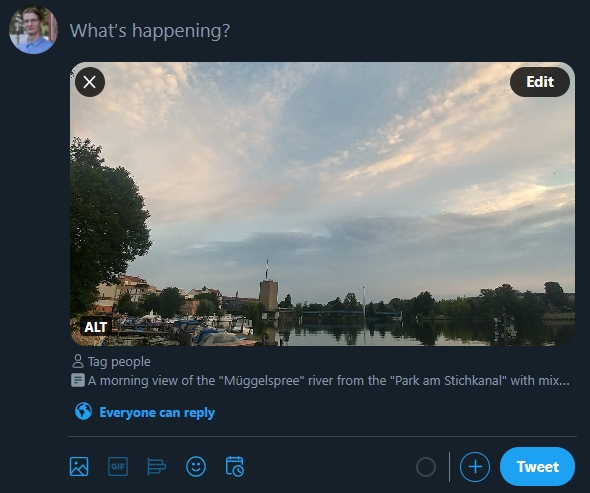 What's happening?
Edit
ALT
Tag people
A morning view of the "Müggelspree" river from the "Park am Stichkanal" with mix...
Everyone can reply
GIF
Tweet